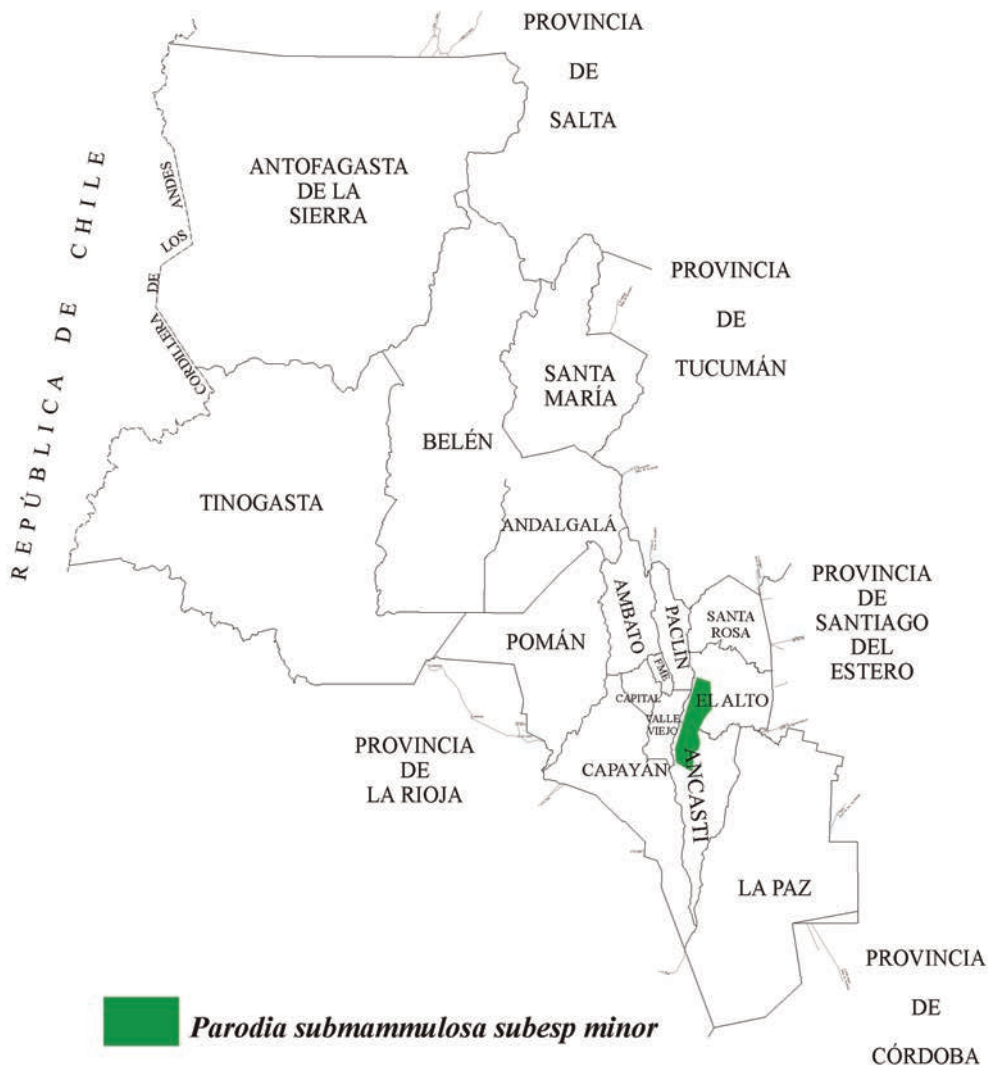 PROVINCIA
DE
SALTA
REPÚBLICA DE CHILE
CORDILLERA DE LOS ANDES
ANTOFAGASTA
DE LA
SIERRA
PROVINCIA
DE
TUCUMÁN
SANTA
MARÍA
BELÉN
TINOGASTA
ANDALGALÁ
AMBATO
PACLÍN
SANTA
ROSA
PROVINCIA
DE
SANTIAGO
DEL
ESTERO
POMÁN
F.M.E
CAPITAL
VALLE
VIEJO
EL ALTO
PROVINCIA
DE
LA RIOJA
CAPAYÁN
ANCASTI
LA PAZ
PROVINCIA
DE
CÓRDOBA
Parodia submammulosa subesp minor